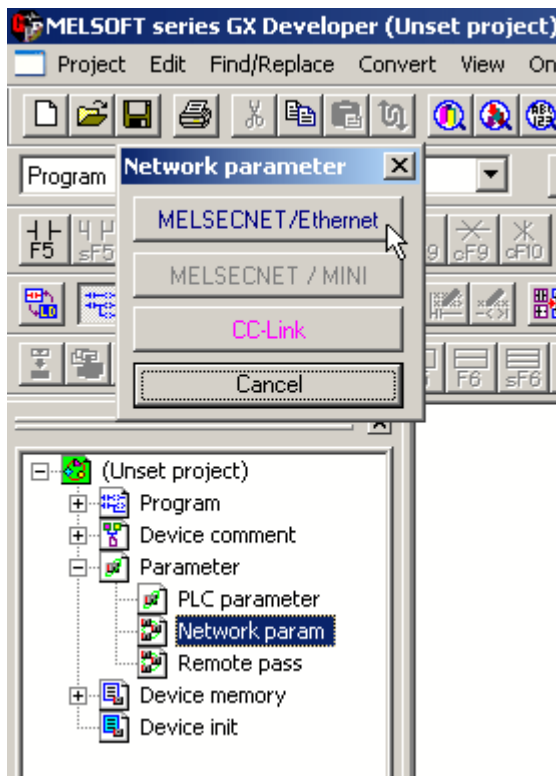 MELSOFT series GX Developer (Unset project)
Project Edit Find/Replace Convert View On
Program
Network parameter
MELSECNET/Ethernet
MELSECNET / MINI
CC-Link
Cancel
F5 sF5 9 cF9 cF10
F6 sF6
(Unset project)
Program
Device comment
Parameter
PLC parameter
Network param
Remote pass
Device memory
Device init